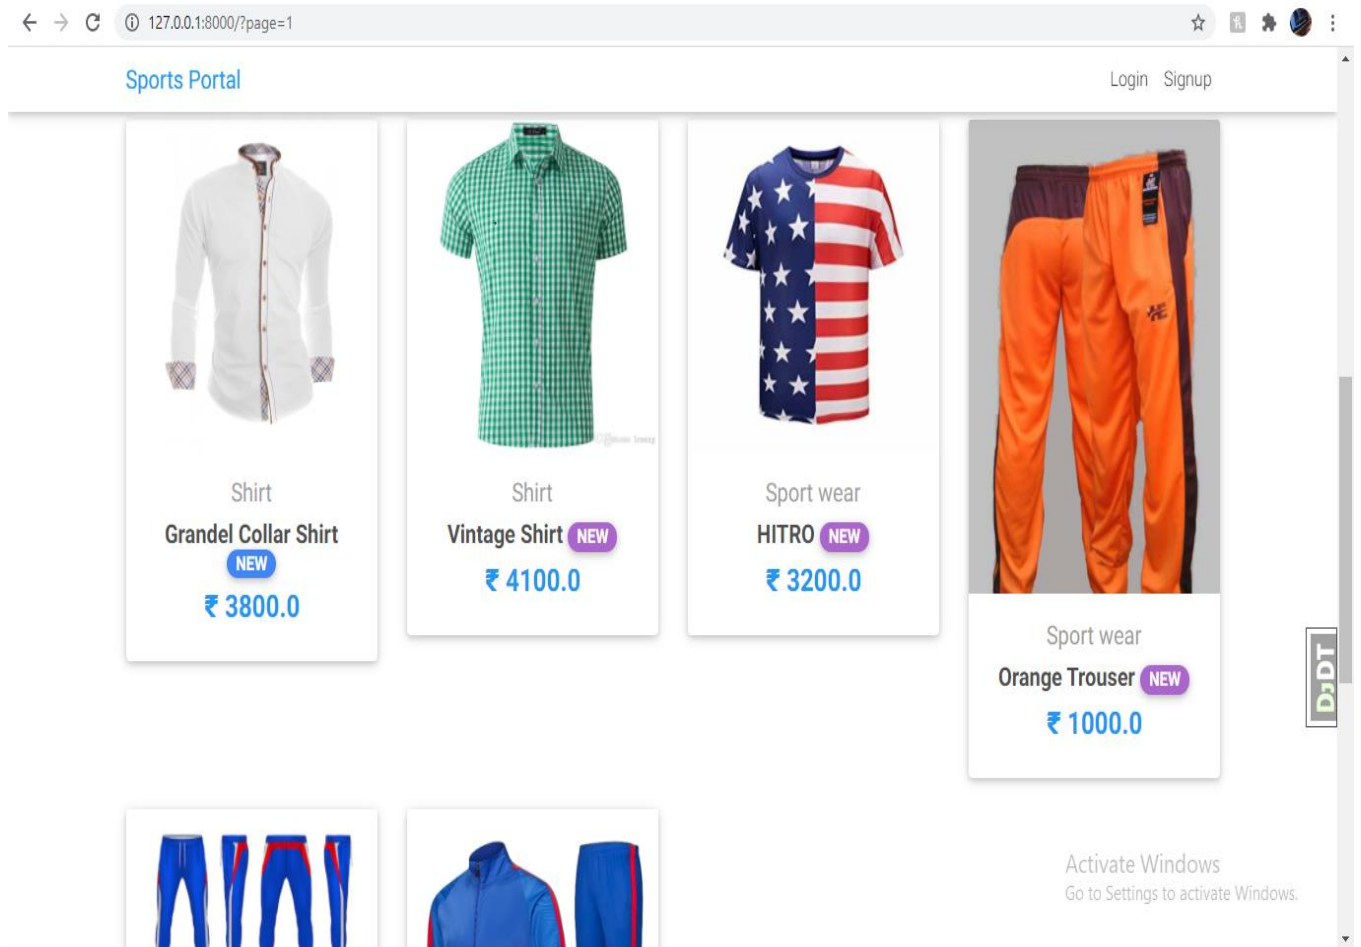 127.0.0.1:8000/?page=1
Sports Portal
Login Signup
Shirt
Grandel Collar Shirt
NEW
₹ 3800.0
Shirt
Vintage Shirt NEW
₹ 4100.0
Sport wear
HITRO NEW
₹ 3200.0
Sport wear
Orange Trouser NEW
₹ 1000.0
DJDT
Activate Windows
Go to Settings to activate Windows.